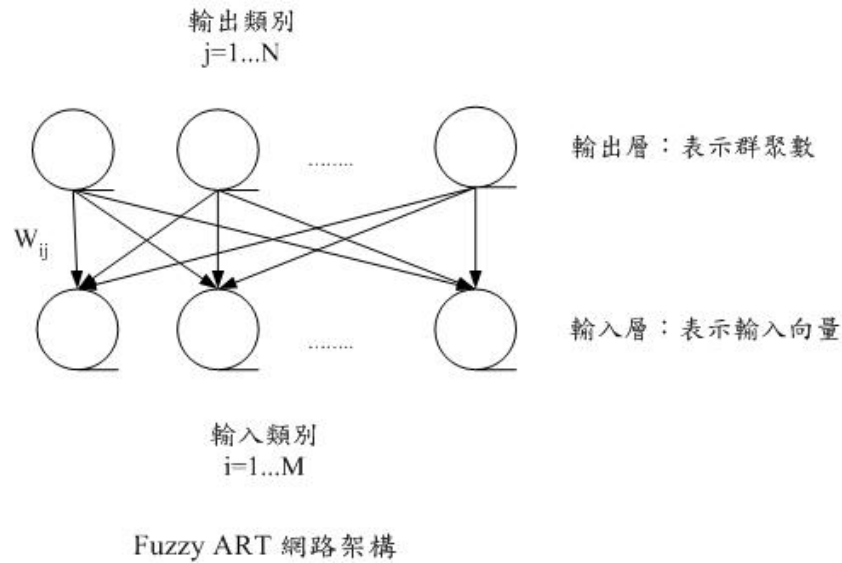 輸出類別
j=1...N
........
輸出層：表示群聚數
W_ij
........
輸入層：表示輸入向量
輸入類別
i=1...M
Fuzzy ART 網路架構